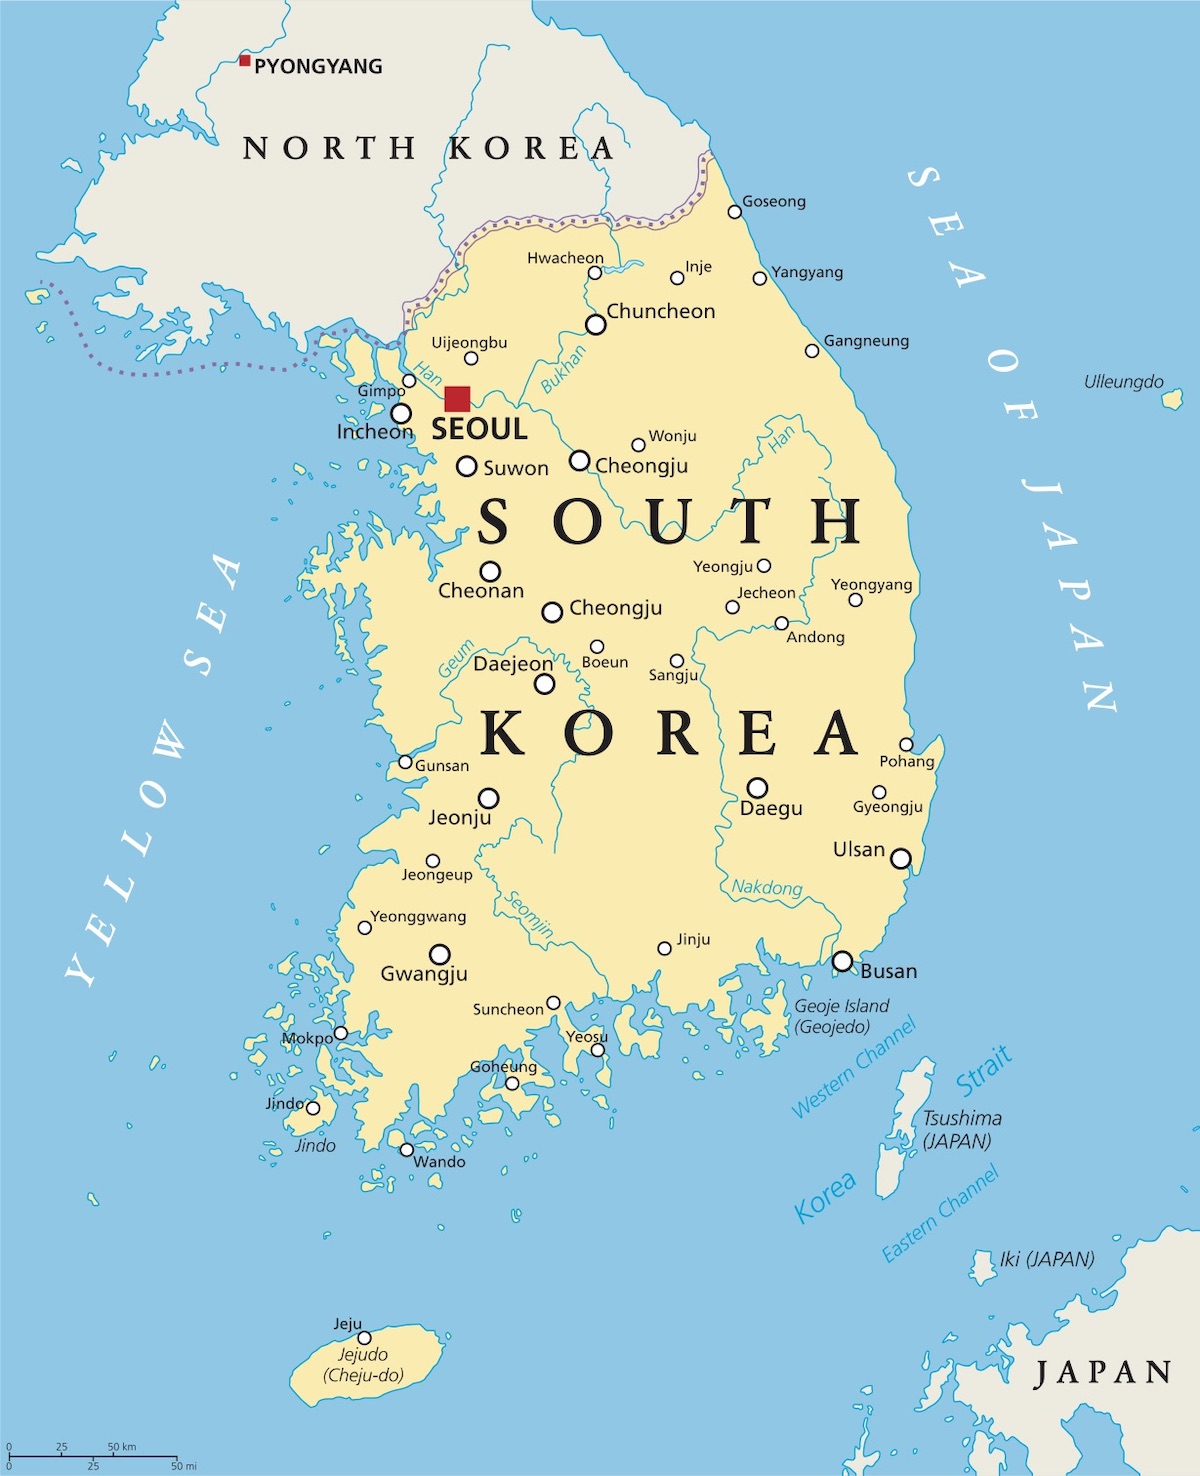 PYONGYANG
NORTH KOREA
Goseong
Hwacheon
Inje
Yangyang
Chuncheon
Uijeongbu
Gangneung
Han
Bukhan
Gimpo
Ulleungdo
Incheon
SEOUL
Wonju
Han
Suwon
Cheongju
SEA OF JAPAN
SOUTH
YELLOW SEA
Yeongju
Cheonan
Jecheon
Yeongyang
Cheongju
Andong
Geum
Daejeon
Boeun
Sangju
KOREA
Gunsan
Pohang
Jeonju
Daegu
Gyeongju
Ulsan
Jeongeup
Nakdong
Yeonggwang
Seomjin
Jinju
Gwangju
Busan
Suncheon
Geoje Island
(Geojedo)
Mokpo
Yeosu
Western Channel
Goheung
Korea Strait
Jindo
Tsushima
(JAPAN)
Jindo
Wando
Eastern Channel
Iki (JAPAN)
Jeju
Jejudo
(Cheju-do)
JAPAN
0 25 50 km
0 25 50 mi